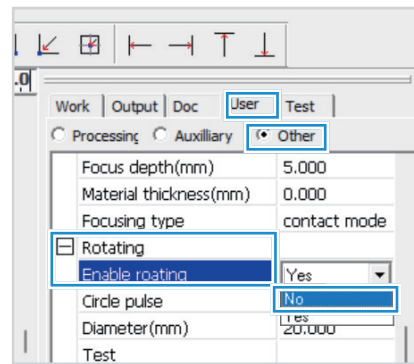 .0
Work Output Doc User Test
Processing Auxilliary Other
Focus depth(mm) 5.000
Material thickness(mm) 0.000
Focusing type contact mode
Rotating
Enable roating Yes
No
Circle pulse Yes
Diameter(mm) 20.000
Test